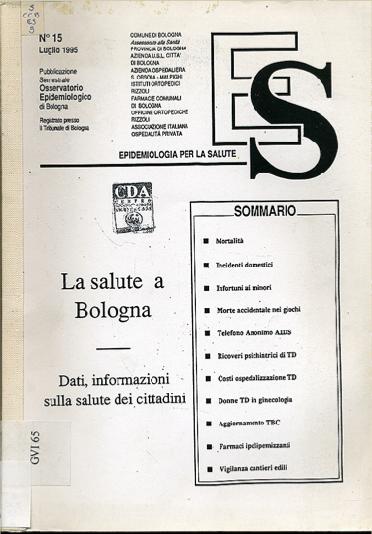 N° 15
Luglio 1995
Pubblicazione
Semestrale
Osservatorio
Epidemiologico
di Bologna
Registrato presso
il Tribunale di Bologna
COMUNE DI BOLOGNA
Assessorato alla Sanità
PROVINCIA DI BOLOGNA
AZIENDA U.S.L. CITTA'
DI BOLOGNA
AZIENDA OSPEDALIERA
S. ORSOLA - MALPIGHI
ISTITUTI ORTOPEDICI
RIZZOLI
FARMACIE COMUNALI
DI BOLOGNA
OFFICINE ORTOPEDICHE
RIZZOLI
ASSOCIAZIONE ITALIANA
OSPEDALITÀ PRIVATA
ES
EPIDEMIOLOGIA PER LA SALUTE
CDA
CENTRO
La salute a
Bologna
Dati, informazioni
sulla salute dei cittadini
SOMMARIO
Mortalità
Incidenti domestici
Infortuni ai minori
Morte accidentale nei giochi
Telefono Anonimo AIDS
Ricoveri psichiatrici di TD
Costi ospedalizzazione TD
Donne TD in ginecologia
Aggiornamento TBC
Farmaci ipolipemizzanti
Vigilanza cantieri edili
GVI 65